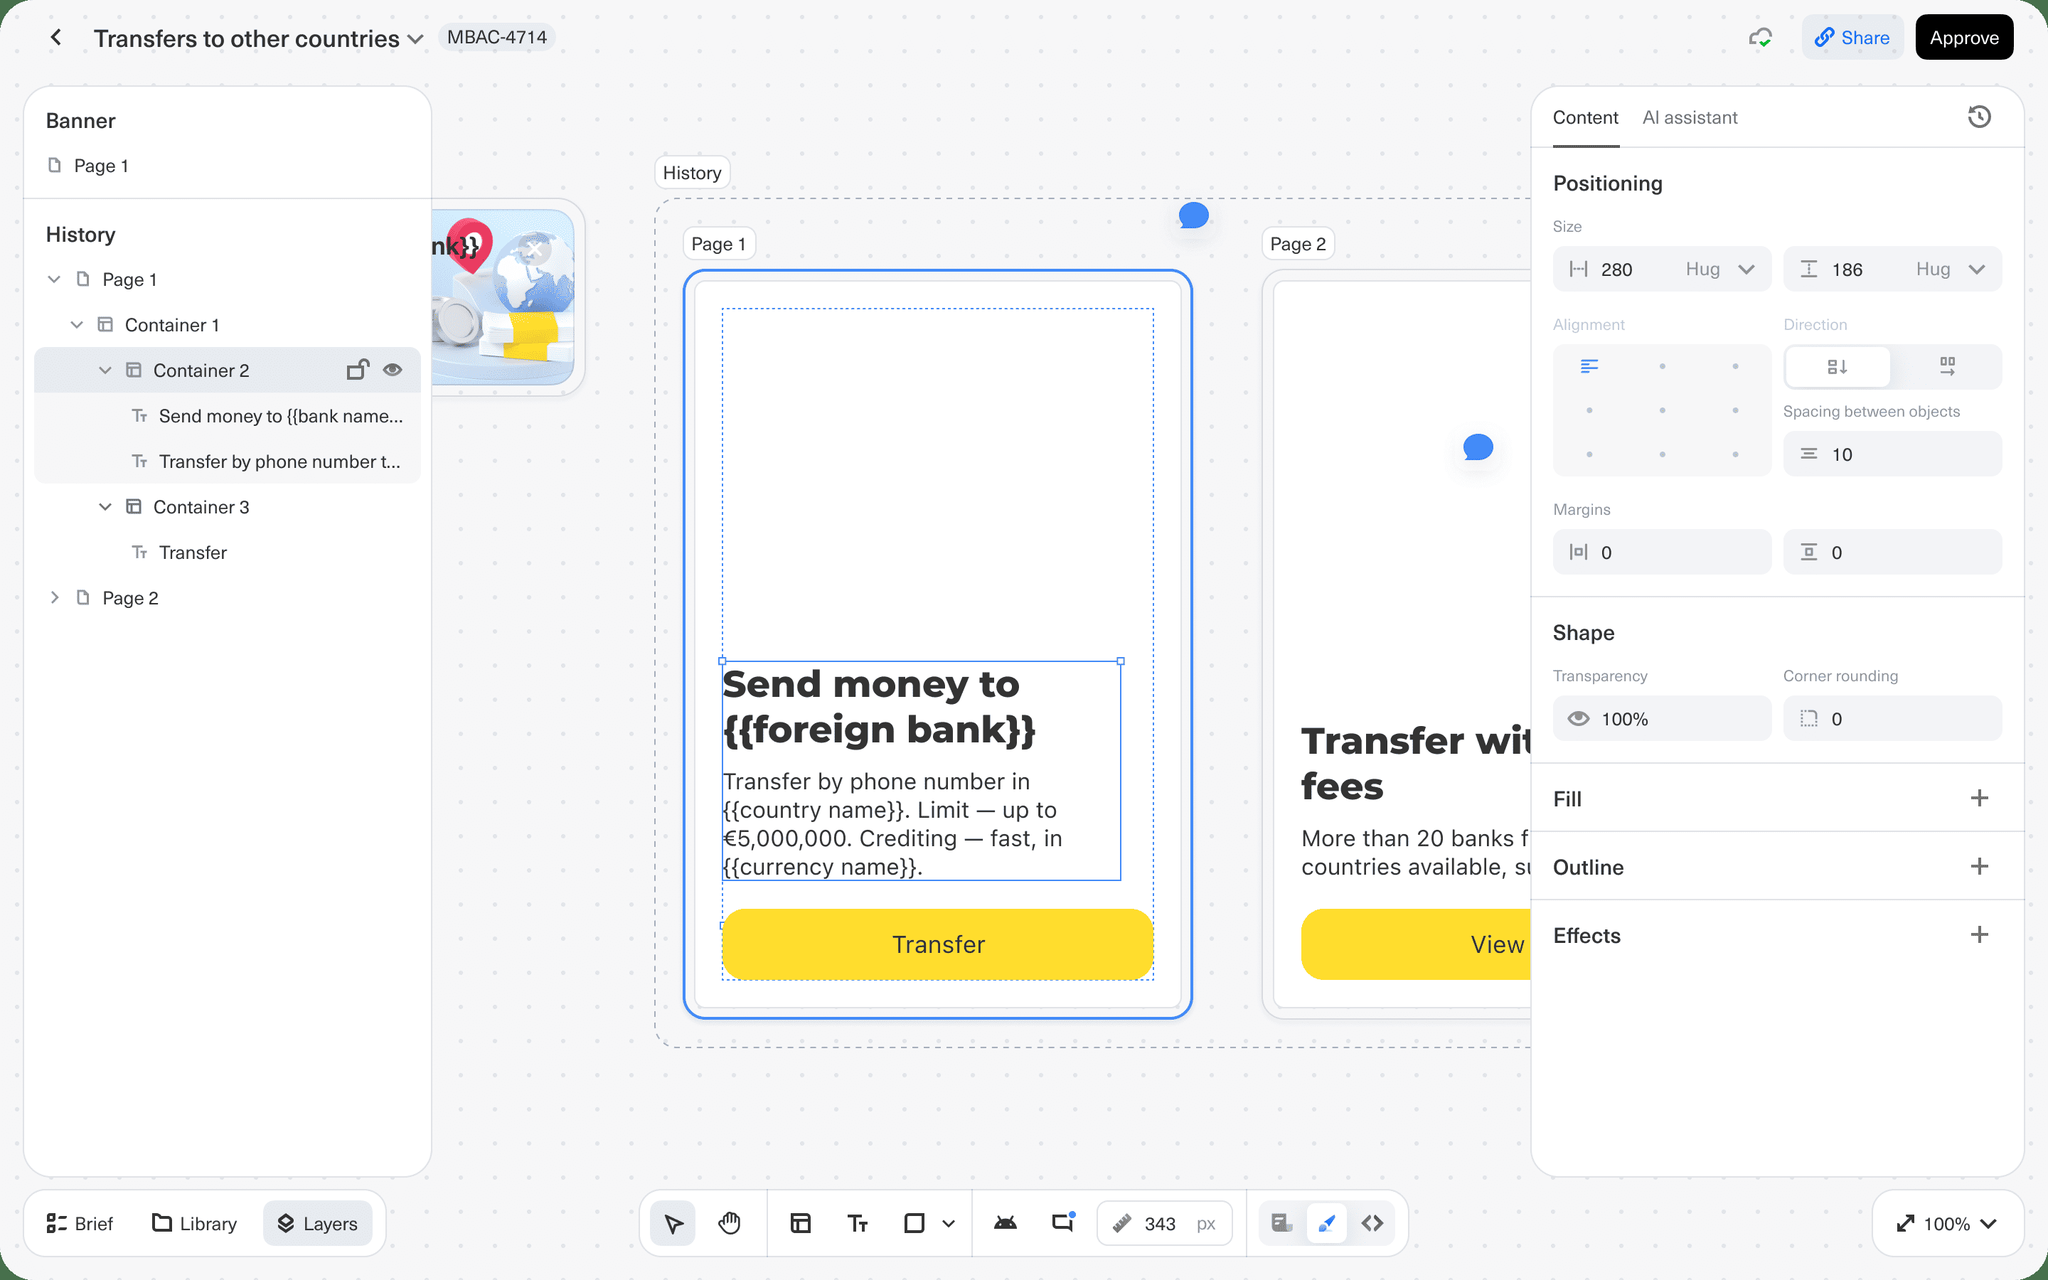 Transfers to other countries
MBAC-4714
Share
Approve
Banner
Page 1
History
Page 1
Container 1
Container 2
Send money to {{bank name...
Transfer by phone number t...
Container 3
Transfer
Page 2
nk}}
History
Page 1
Send money to
{{foreign bank}}
Transfer by phone number in
{{country name}}. Limit — up to
€5,000,000. Crediting — fast, in
{{currency name}}.
Transfer
Page 2
Transfer wit
fees
More than 20 banks f
countries available, su
View
Content
AI assistant
Positioning
Size
280
Hug
186
Hug
Alignment
Direction
Spacing between objects
10
Margins
0
0
Shape
Transparency
Corner rounding
100%
0
Fill
Outline
Effects
Brief
Library
Layers
343
px
100%